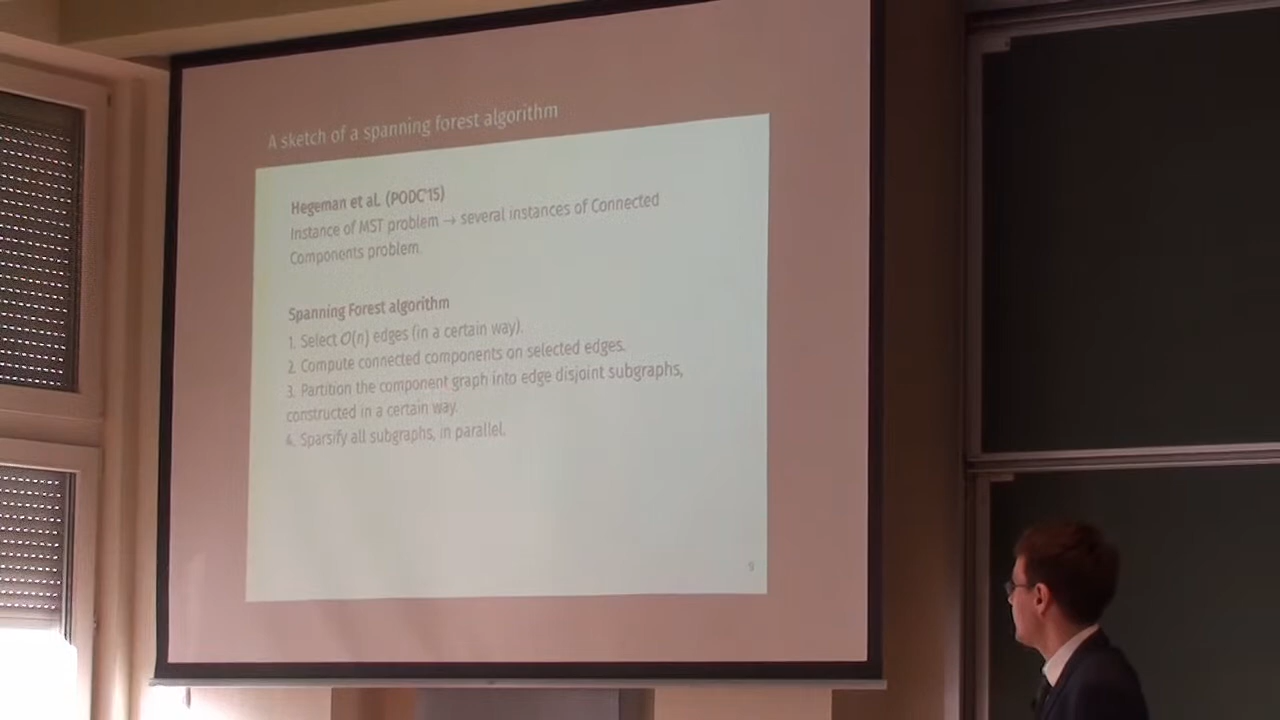 A sketch of a spanning forest algorithm
Hegeman et al. (PODC'15)
Instance of MST problem → several instances of Connected
Components problem.
Spanning Forest algorithm
1. Select O(n) edges (in a certain way).
2. Compute connected components on selected edges.
3. Partition the component graph into edge disjoint subgraphs,
constructed in a certain way.
4. Sparsify all subgraphs, in parallel.
9